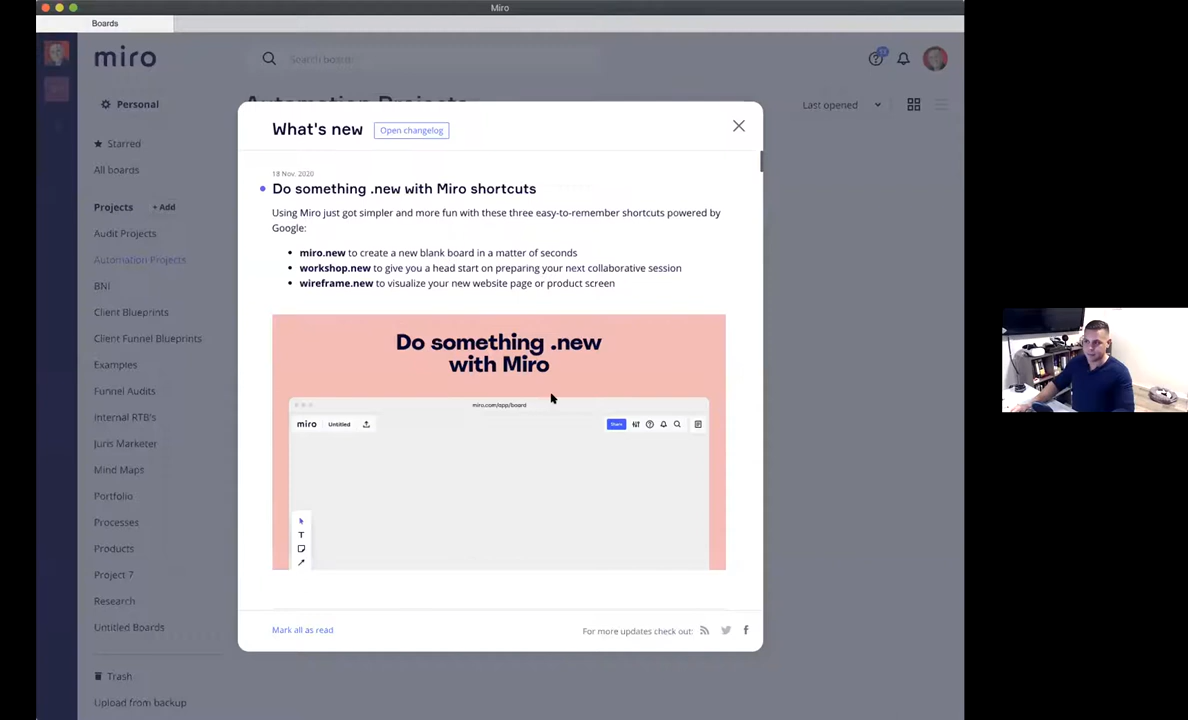 Miro
Boards
miro
Search boards
Personal
Automation Projects
Last opened
Starred
All boards
Projects
+ Add
Audit Projects
Automation Projects
BNI
Client Blueprints
Client Funnel Blueprints
Examples
Funnel Audits
Internal RTB's
Juris Marketer
Mind Maps
Portfolio
Processes
Products
Project 7
Research
Untitled Boards
Trash
Upload from backup
What's new
Open changelog
18 Nov, 2020
Do something .new with Miro shortcuts
Using Miro just got simpler and more fun with these three easy-to-remember shortcuts powered by
Google:
miro.new to create a new blank board in a matter of seconds
workshop.new to give you a head start on preparing your next collaborative session
wireframe.new to visualize your new website page or product screen
Do something .new
with Miro
miro.com/app/board
miro
Untitled
Share
T
Mark all as read
For more updates check out: